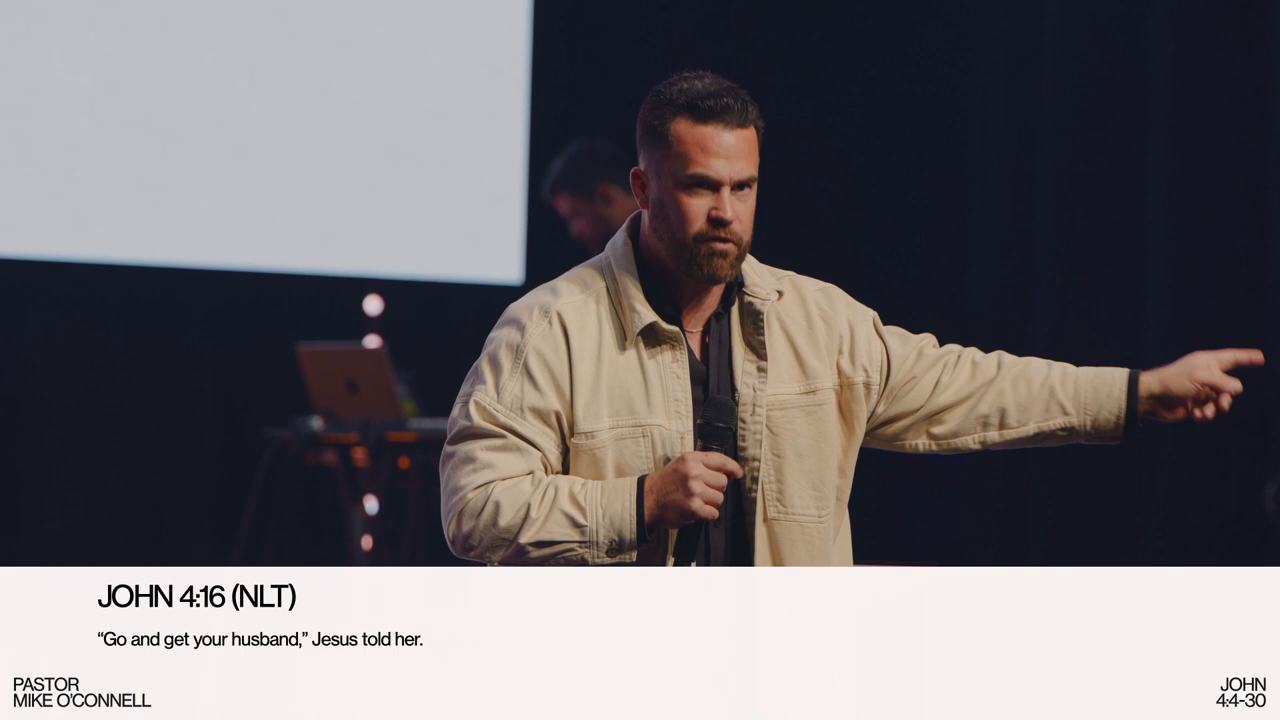 JOHN 4:16 (NLT)
“Go and get your husband,” Jesus told her.
PASTOR
MIKE O'CONNELL
JOHN
4:4-30